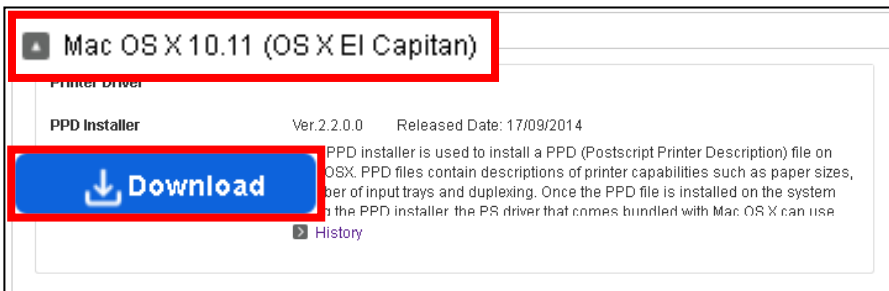 Mac OS X 10.11 (OS X El Capitan)
Printer Driver
PPD Installer Ver.2.2.0.0 Released Date: 17/09/2014
PPD installer is used to install a PPD (Postscript Printer Description) file on
OSX. PPD files contain descriptions of printer capabilities such as paper sizes,
ber of input trays and duplexing. Once the PPD file is installed on the system
Download
g the PPD installer, the PS driver that comes bundled with Mac OS X can use
History